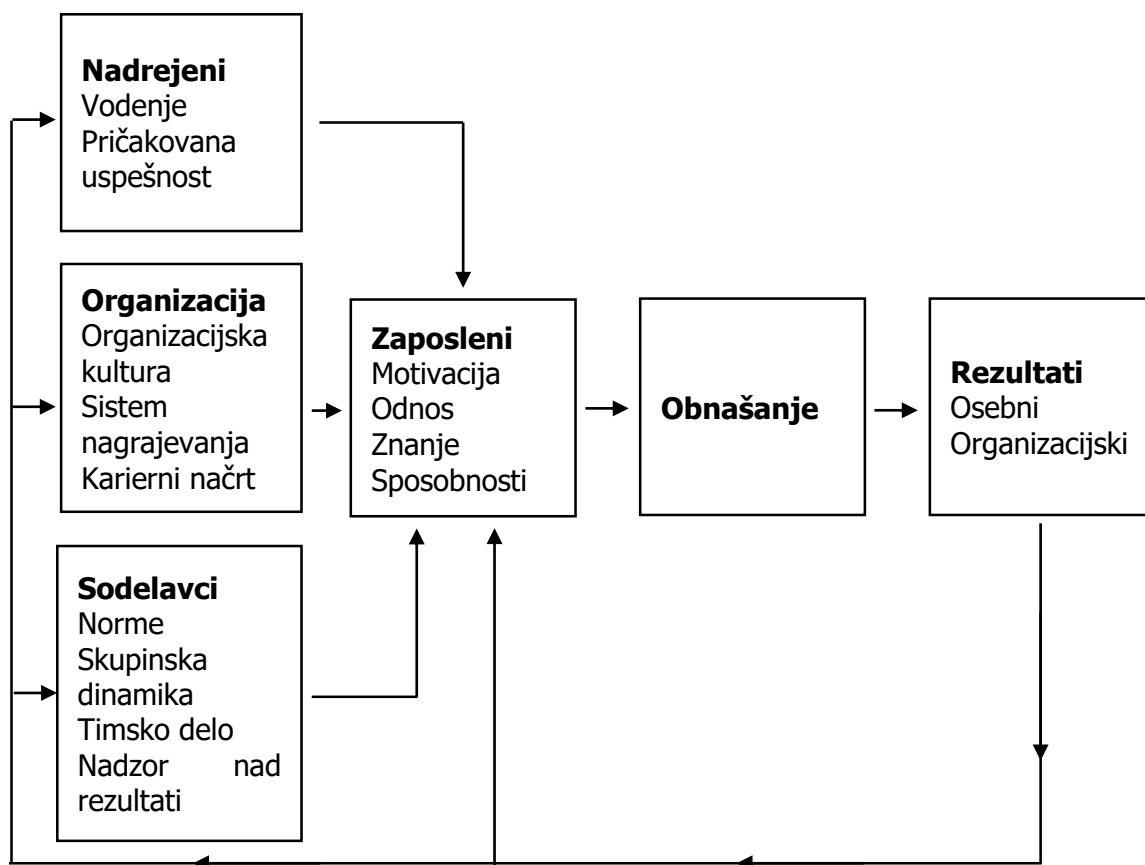 Nadrejeni
Vodenje
Pričakovana
uspešnost
Organizacija
Organizacijska
kultura
Sistem
nagrajevanja
Karierni načrt
Sodelavci
Norme
Skupinska
dinamika
Timsko delo
Nadzor nad
rezultati
Zaposleni
Motivacija
Odnos
Znanje
Sposobnosti
Obnašanje
Rezultati
Osebni
Organizacijski